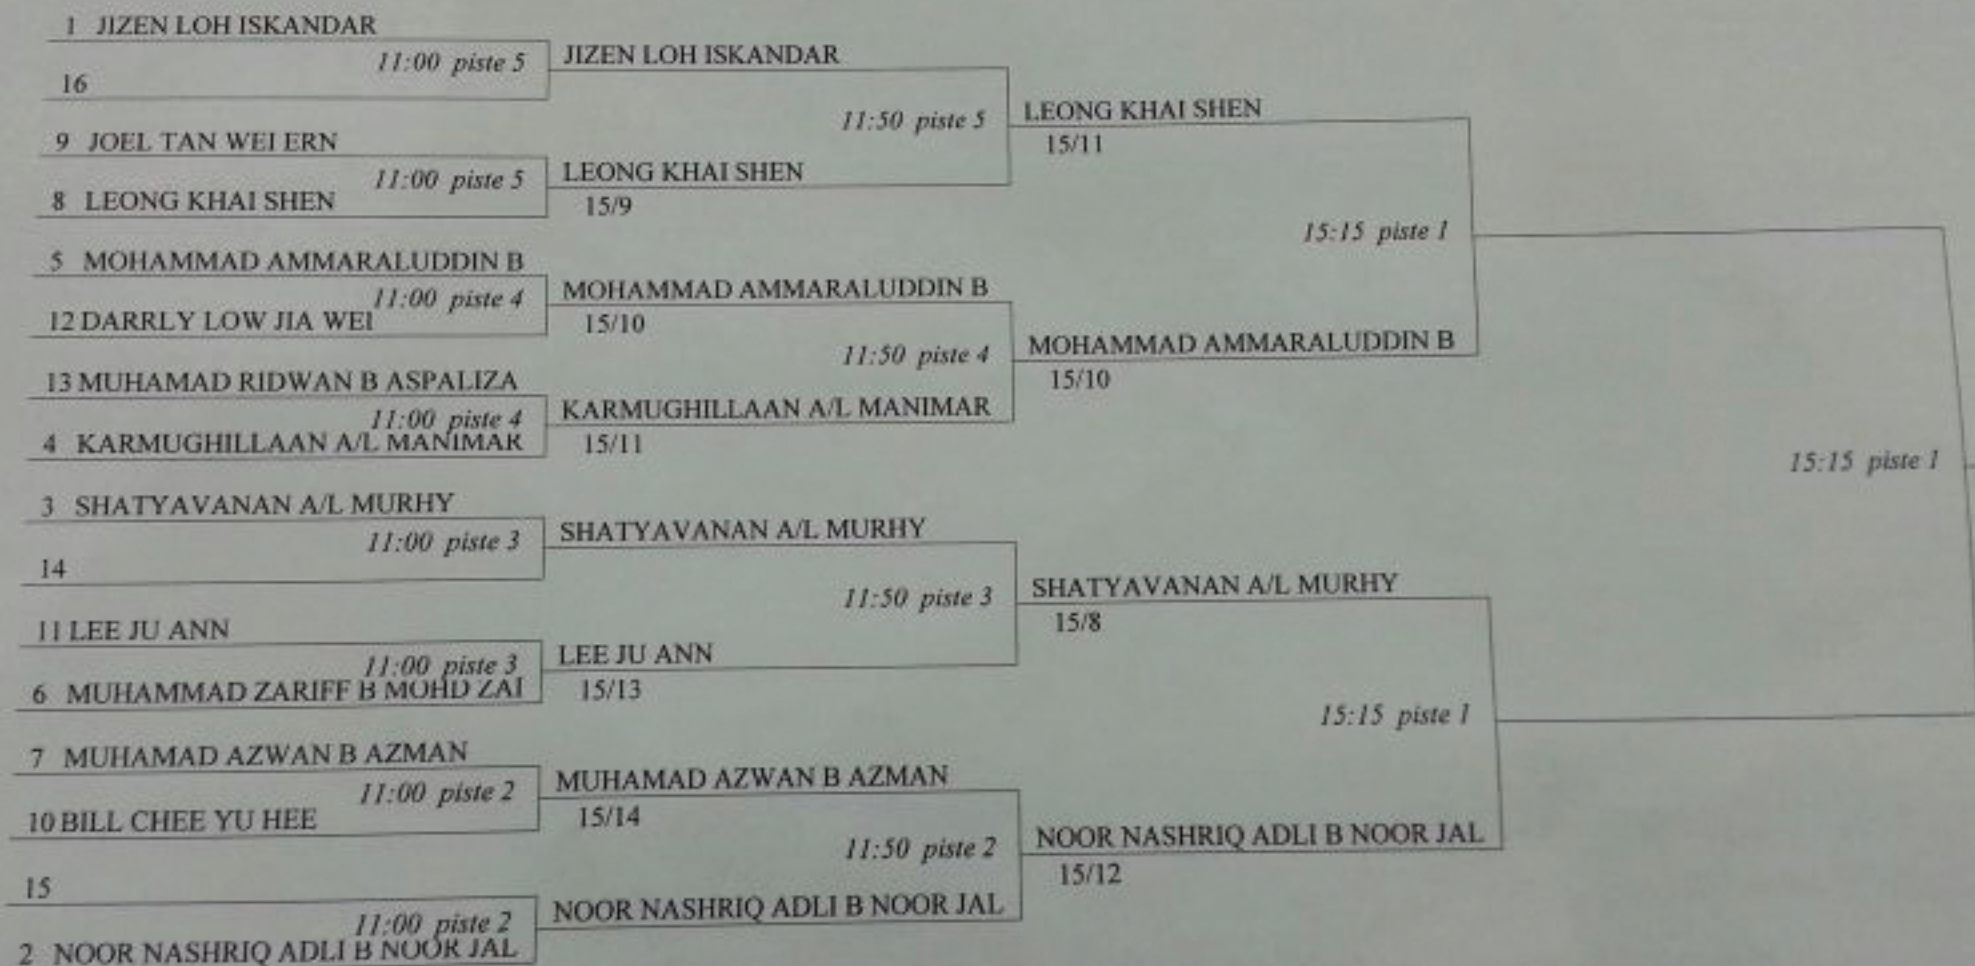 1 JIZEN LOH ISKANDAR
11:00 piste 5
16
JIZEN LOH ISKANDAR
9 JOEL TAN WEI ERN
11:00 piste 5
8 LEONG KHAI SHEN
LEONG KHAI SHEN
15/9
11:50 piste 5
LEONG KHAI SHEN
15/11
5 MOHAMMAD AMMARALUDDIN B
11:00 piste 4
12 DARRLY LOW JIA WEI
MOHAMMAD AMMARALUDDIN B
15/10
13 MUHAMAD RIDWAN B ASPALIZA
11:00 piste 4
4 KARMUGHILLAAN A/L MANIMAR
KARMUGHILLAAN A/L MANIMAR
15/11
11:50 piste 4
MOHAMMAD AMMARALUDDIN B
15/10
15:15 piste 1
3 SHATYAVANAN A/L MURHY
11:00 piste 3
14
SHATYAVANAN A/L MURHY
11 LEE JU ANN
11:00 piste 3
6 MUHAMMAD ZARIFF B MOHD ZAI
LEE JU ANN
15/13
11:50 piste 3
SHATYAVANAN A/L MURHY
15/8
7 MUHAMAD AZWAN B AZMAN
11:00 piste 2
10 BILL CHEE YU HEE
MUHAMAD AZWAN B AZMAN
15/14
15
11:00 piste 2
2 NOOR NASHRIQ ADLI B NOOR JAL
NOOR NASHRIQ ADLI B NOOR JAL
11:50 piste 2
NOOR NASHRIQ ADLI B NOOR JAL
15/12
15:15 piste 1
15:15 piste 1